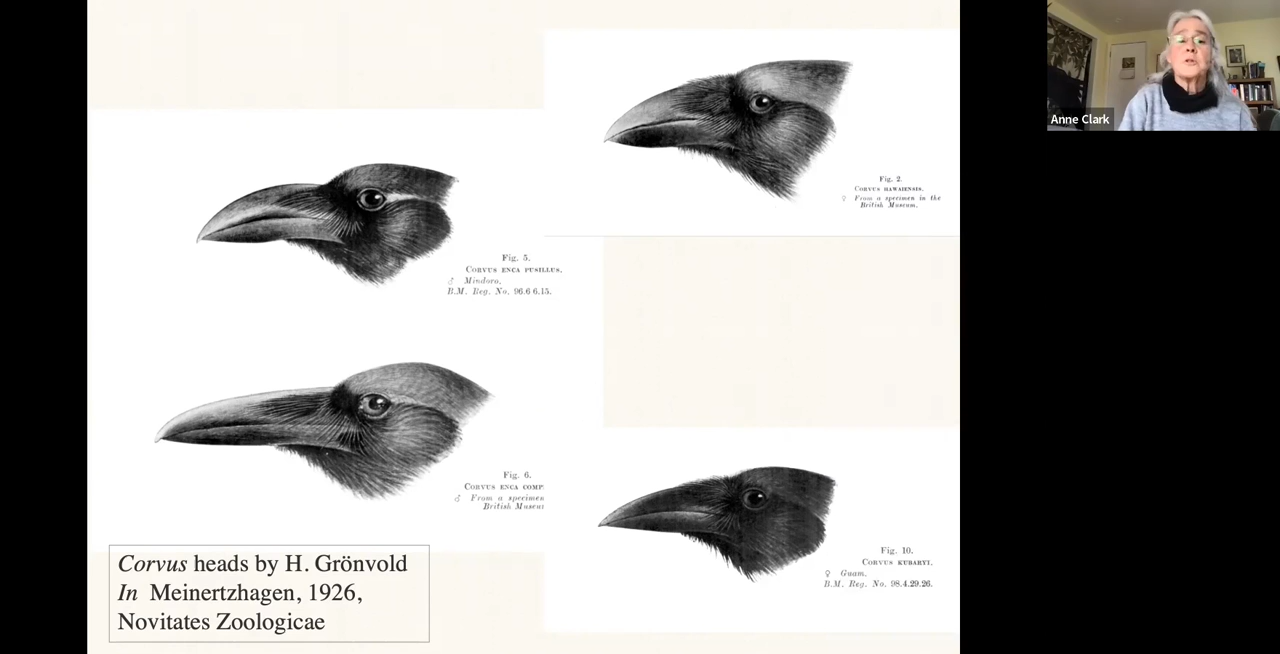 Anne Clark
Fig. 2.
CORVUS HAWAIENSIS.
♀ From a specimen in the
British Museum.
Fig. 5.
CORVUS ENCA PUSILLUS.
♂ Mindoro,
B.M. Reg. No. 96.6 6.15.
Fig. 6.
CORVUS ENCA COMP
♂ From a specimen
British Museu
Fig. 10.
CORVUS KUBARYI.
♀ Guam.
B.M. Reg. No. 98.4.29.26.
Corvus heads by H. Grönvold
In Meinertzhagen, 1926,
Novitates Zoologicae